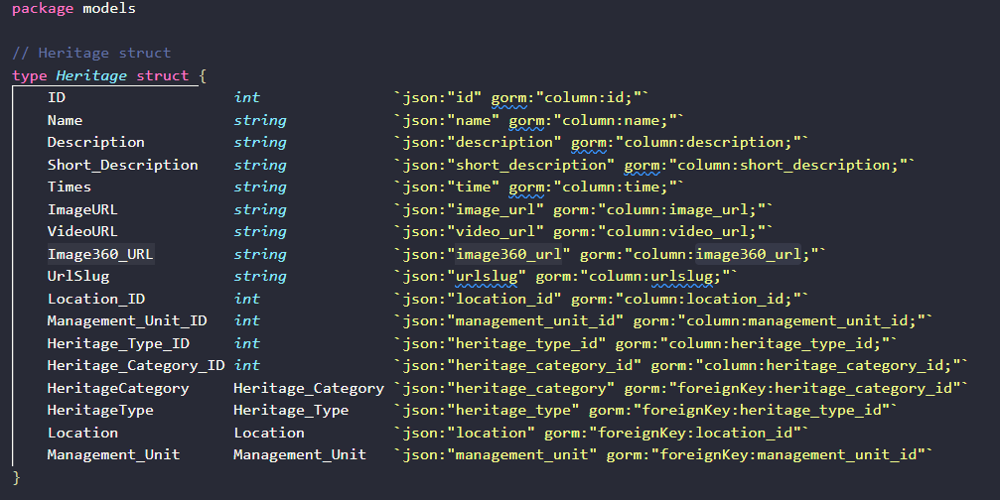 package models
// Heritage struct
type Heritage struct {
ID int `json:"id" gorm:"column:id;"`
Name string `json:"name" gorm:"column:name;"`
Description string `json:"description" gorm:"column:description;"`
Short_Description string `json:"short_description" gorm:"column:short_description;"`
Times string `json:"time" gorm:"column:time;"`
ImageURL string `json:"image_url" gorm:"column:image_url;"`
VideoURL string `json:"video_url" gorm:"column:video_url;"`
Image360_URL string `json:"image360_url" gorm:"column:image360_url;"`
UrlSlug string `json:"urlslug" gorm:"column:urlslug;"`
Location_ID int `json:"location_id" gorm:"column:location_id;"`
Management_Unit_ID int `json:"management_unit_id" gorm:"column:management_unit_id;"`
Heritage_Type_ID int `json:"heritage_type_id" gorm:"column:heritage_type_id;"`
Heritage_Category_ID int `json:"heritage_category_id" gorm:"column:heritage_category_id;"`
HeritageCategory Heritage_Category `json:"heritage_category" gorm:"foreignKey:heritage_category_id"`
HeritageType Heritage_Type `json:"heritage_type" gorm:"foreignKey:heritage_type_id"`
Location Location `json:"location" gorm:"foreignKey:location_id"`
Management_Unit Management_Unit `json:"management_unit" gorm:"foreignKey:management_unit_id"`
}